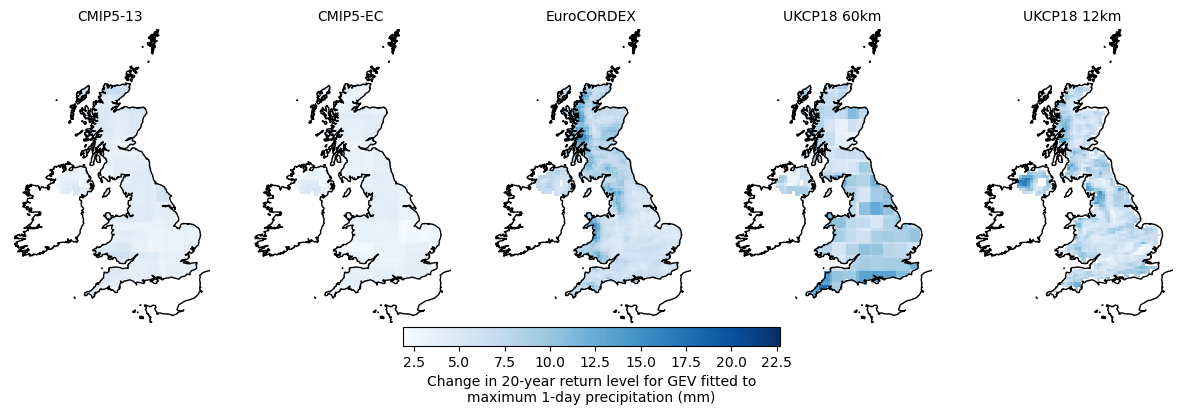 CMIP5-13
CMIP5-EC
EuroCORDEX
UKCP18 60km
UKCP18 12km
2.5 5.0 7.5 10.0 12.5 15.0 17.5 20.0 22.5
Change in 20-year return level for GEV fitted to
maximum 1-day precipitation (mm)